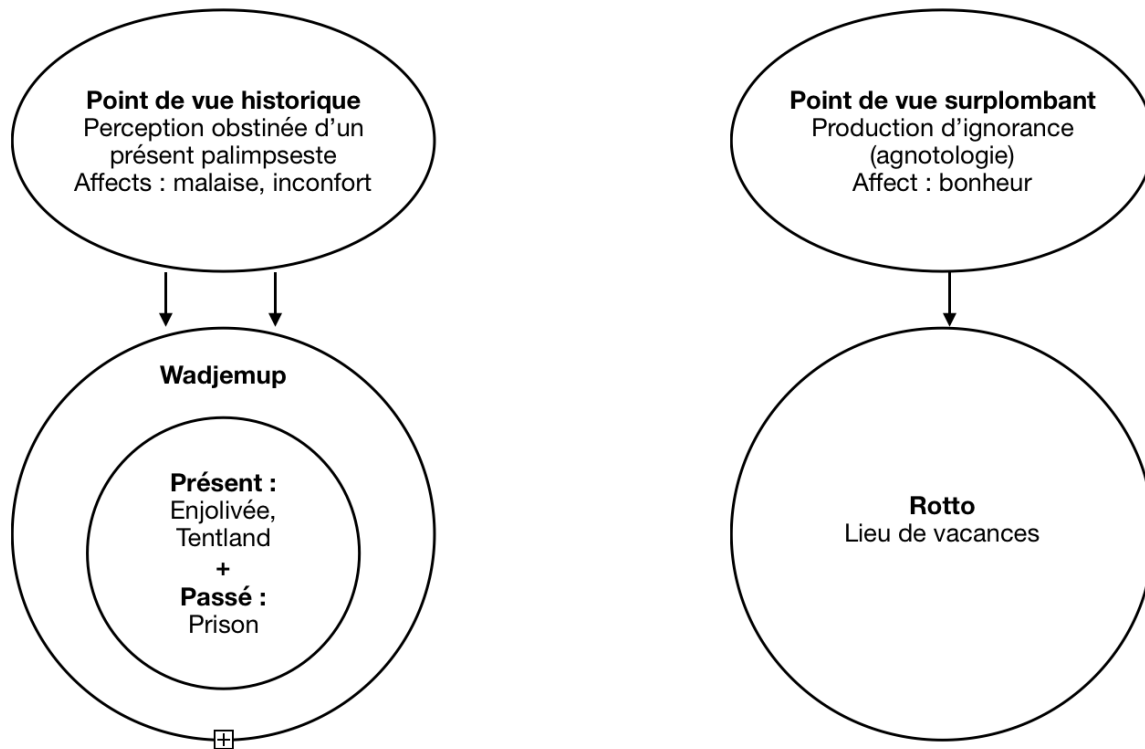 Point de vue historique
Perception obstinée d'un
présent palimpseste
Affects : malaise, inconfort
Point de vue surplombant
Production d'ignorance
(agnotologie)
Affect : bonheur
Wadjemup
Présent :
Enjolivée,
Tentland
+
Passé :
Prison
Rotto
Lieu de vacances